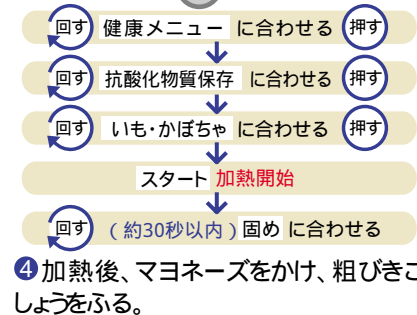 回す 健康メニュー に合わせる 押す
回す 抗酸化物質保存 に合わせる 押す
回す いも・かぼちゃ に合わせる 押す
スタート 加熱開始
回す (約30秒以内)固め に合わせる
❹加熱後、マヨネーズをかけ、粗びきこ
しょうをふる。